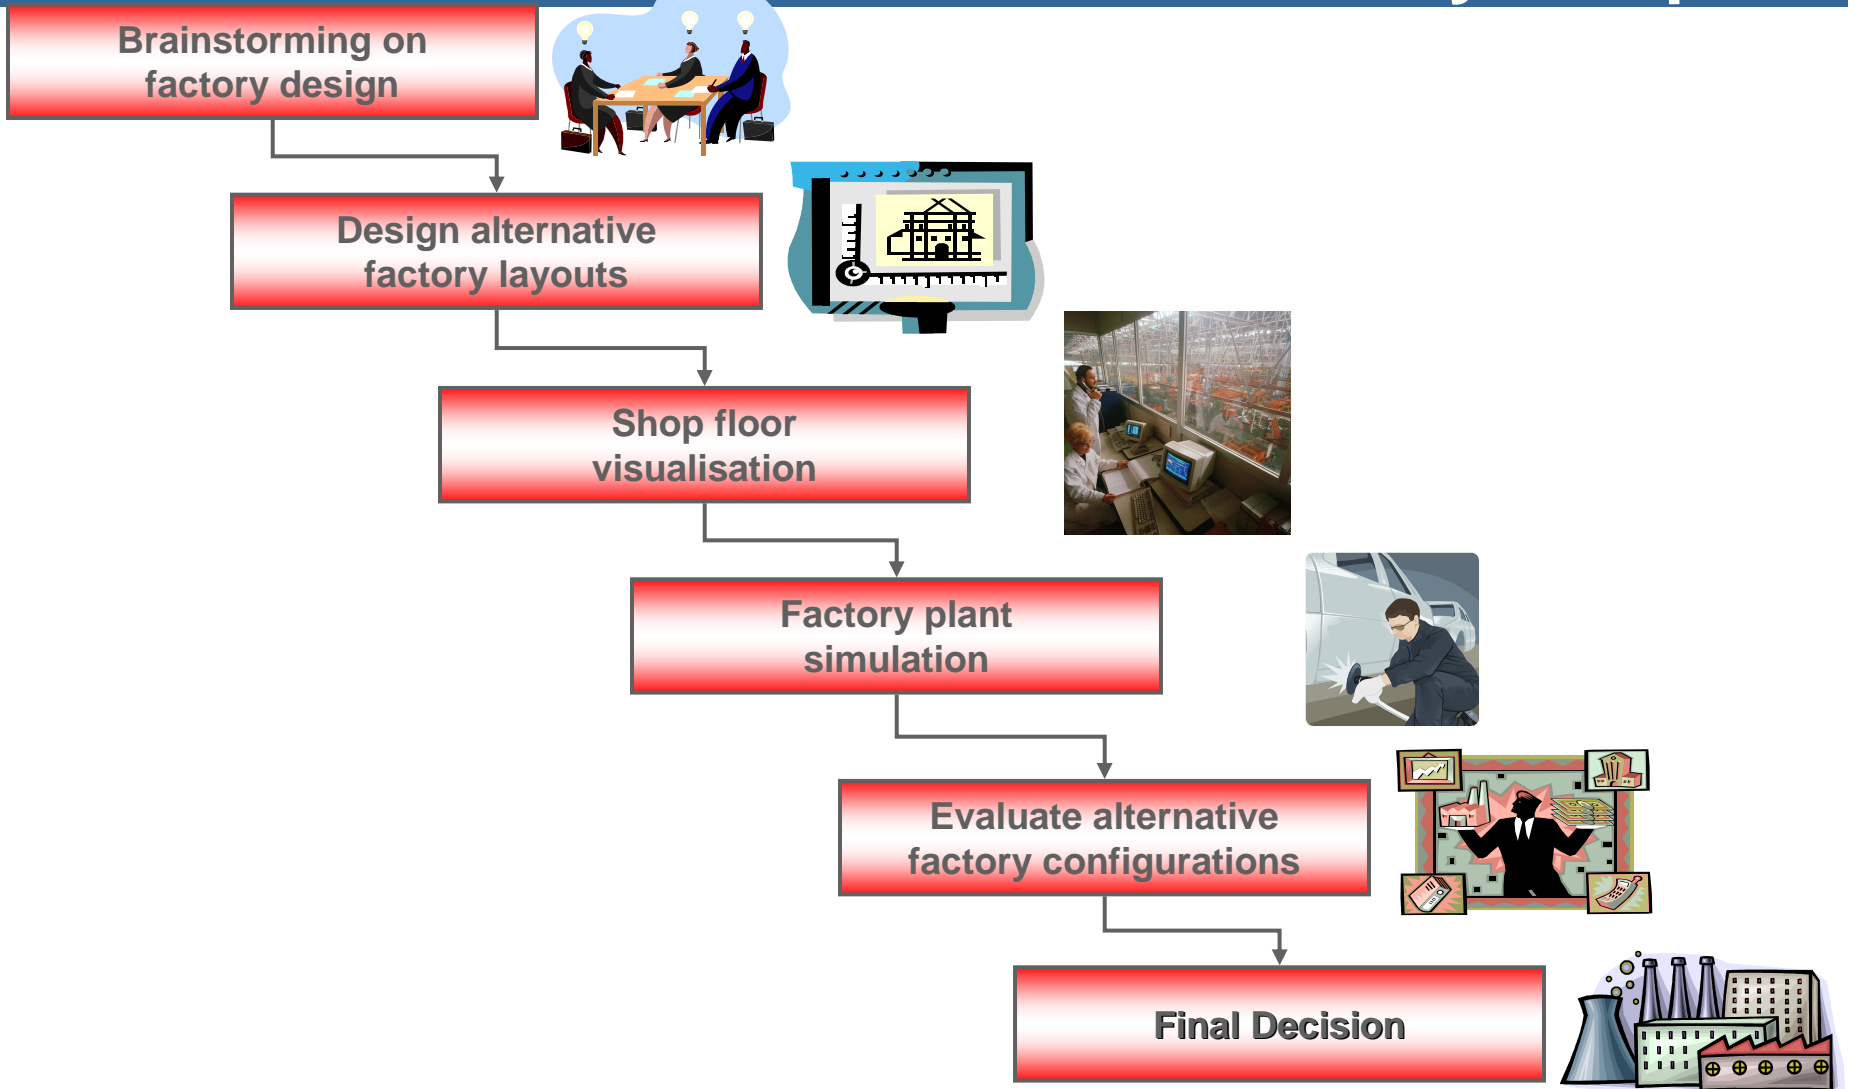 Brainstorming on
factory design
Design alternative
factory layouts
Shop floor
visualisation
Factory plant
simulation
Evaluate alternative
factory configurations
Final Decision